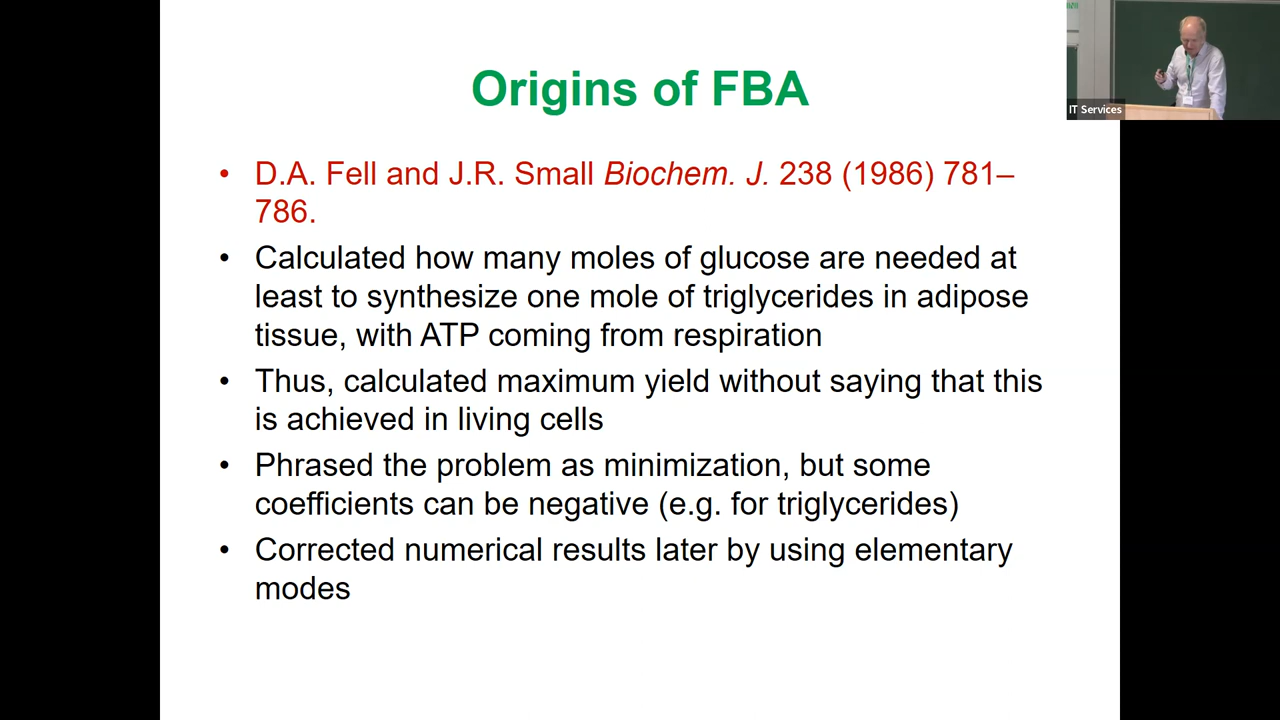 Origins of FBA
• D.A. Fell and J.R. Small Biochem. J. 238 (1986) 781–
786.
• Calculated how many moles of glucose are needed at
least to synthesize one mole of triglycerides in adipose
tissue, with ATP coming from respiration
• Thus, calculated maximum yield without saying that this
is achieved in living cells
• Phrased the problem as minimization, but some
coefficients can be negative (e.g. for triglycerides)
• Corrected numerical results later by using elementary
modes
IT Services